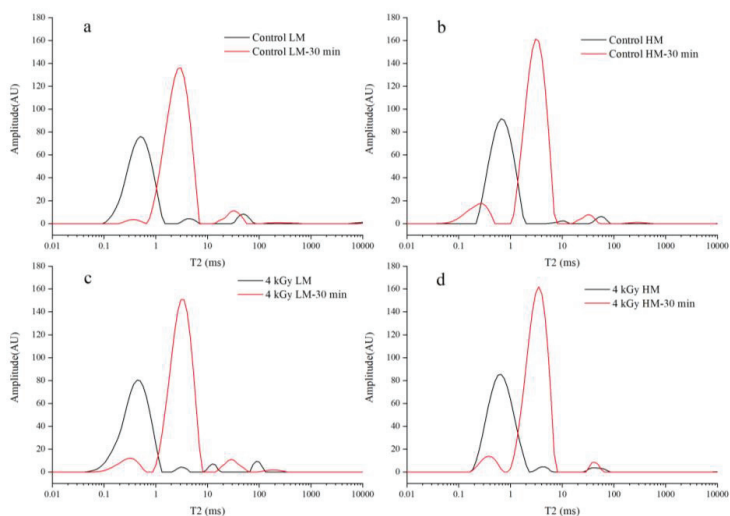 a
Control LM
Control LM-30 min
180
160
140
120
100
80
60
40
20
0
Amplitude(AU)
0.01 0.1 1 10 100 1000 10000
T2 (ms)
b
Control HM
Control HM-30 min
180
160
140
120
100
80
60
40
20
0
Amplitude(AU)
0.01 0.1 1 10 100 1000 10000
T2 (ms)
c
4 kGy LM
4 kGy LM-30 min
180
160
140
120
100
80
60
40
20
0
Amplitude(AU)
0.01 0.1 1 10 100 1000 10000
T2 (ms)
d
4 kGy HM
4 kGy HM-30 min
180
160
140
120
100
80
60
40
20
0
Amplitude(AU)
0.01 0.1 1 10 100 1000 10000
T2 (ms)